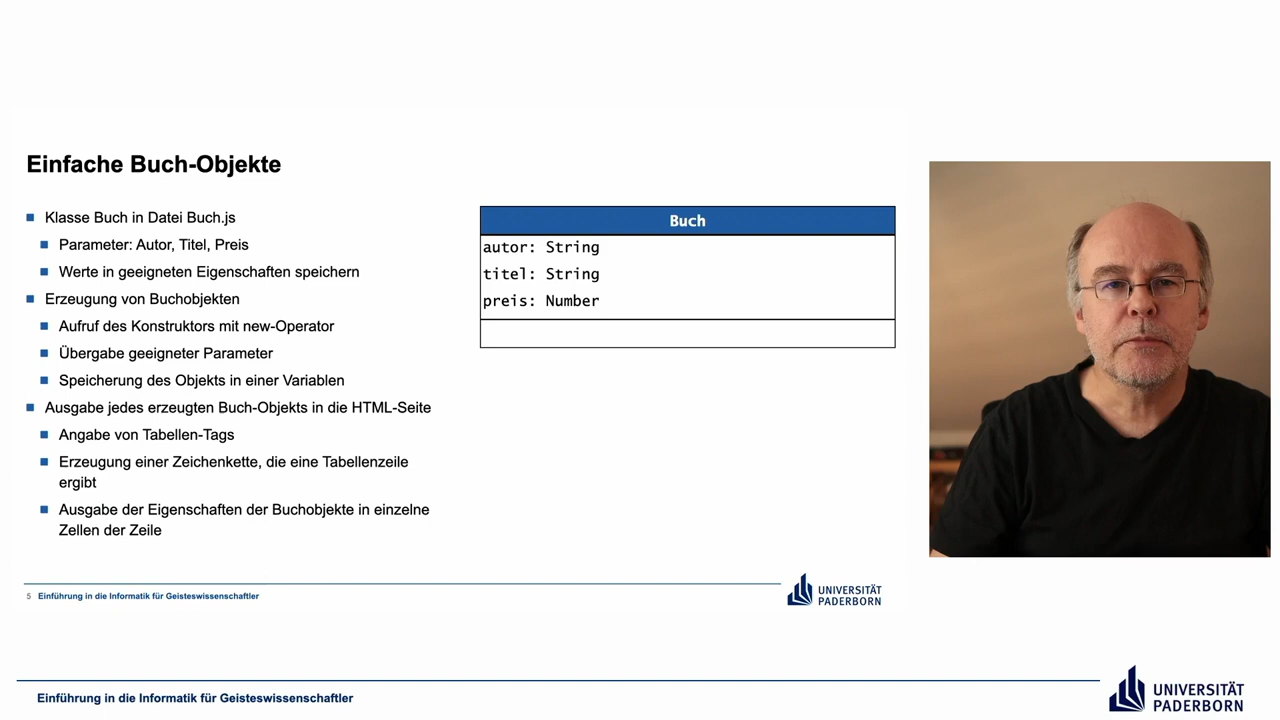 Einfache Buch-Objekte
Klasse Buch in Datei Buch.js
Parameter: Autor, Titel, Preis
Werte in geeigneten Eigenschaften speichern
Erzeugung von Buchobjekten
Aufruf des Konstruktors mit new-Operator
Übergabe geeigneter Parameter
Speicherung des Objekts in einer Variablen
Ausgabe jedes erzeugten Buch-Objekts in die HTML-Seite
Angabe von Tabellen-Tags
Erzeugung einer Zeichenkette, die eine Tabellenzeile
ergibt
Ausgabe der Eigenschaften der Buchobjekte in einzelne
Zellen der Zeile
Buch
autor: String
titel: String
preis: Number
5 Einführung in die Informatik für Geisteswissenschaftler
UNIVERSITÄT
PADERBORN
Einführung in die Informatik für Geisteswissenschaftler
UNIVERSITÄT
PADERBORN